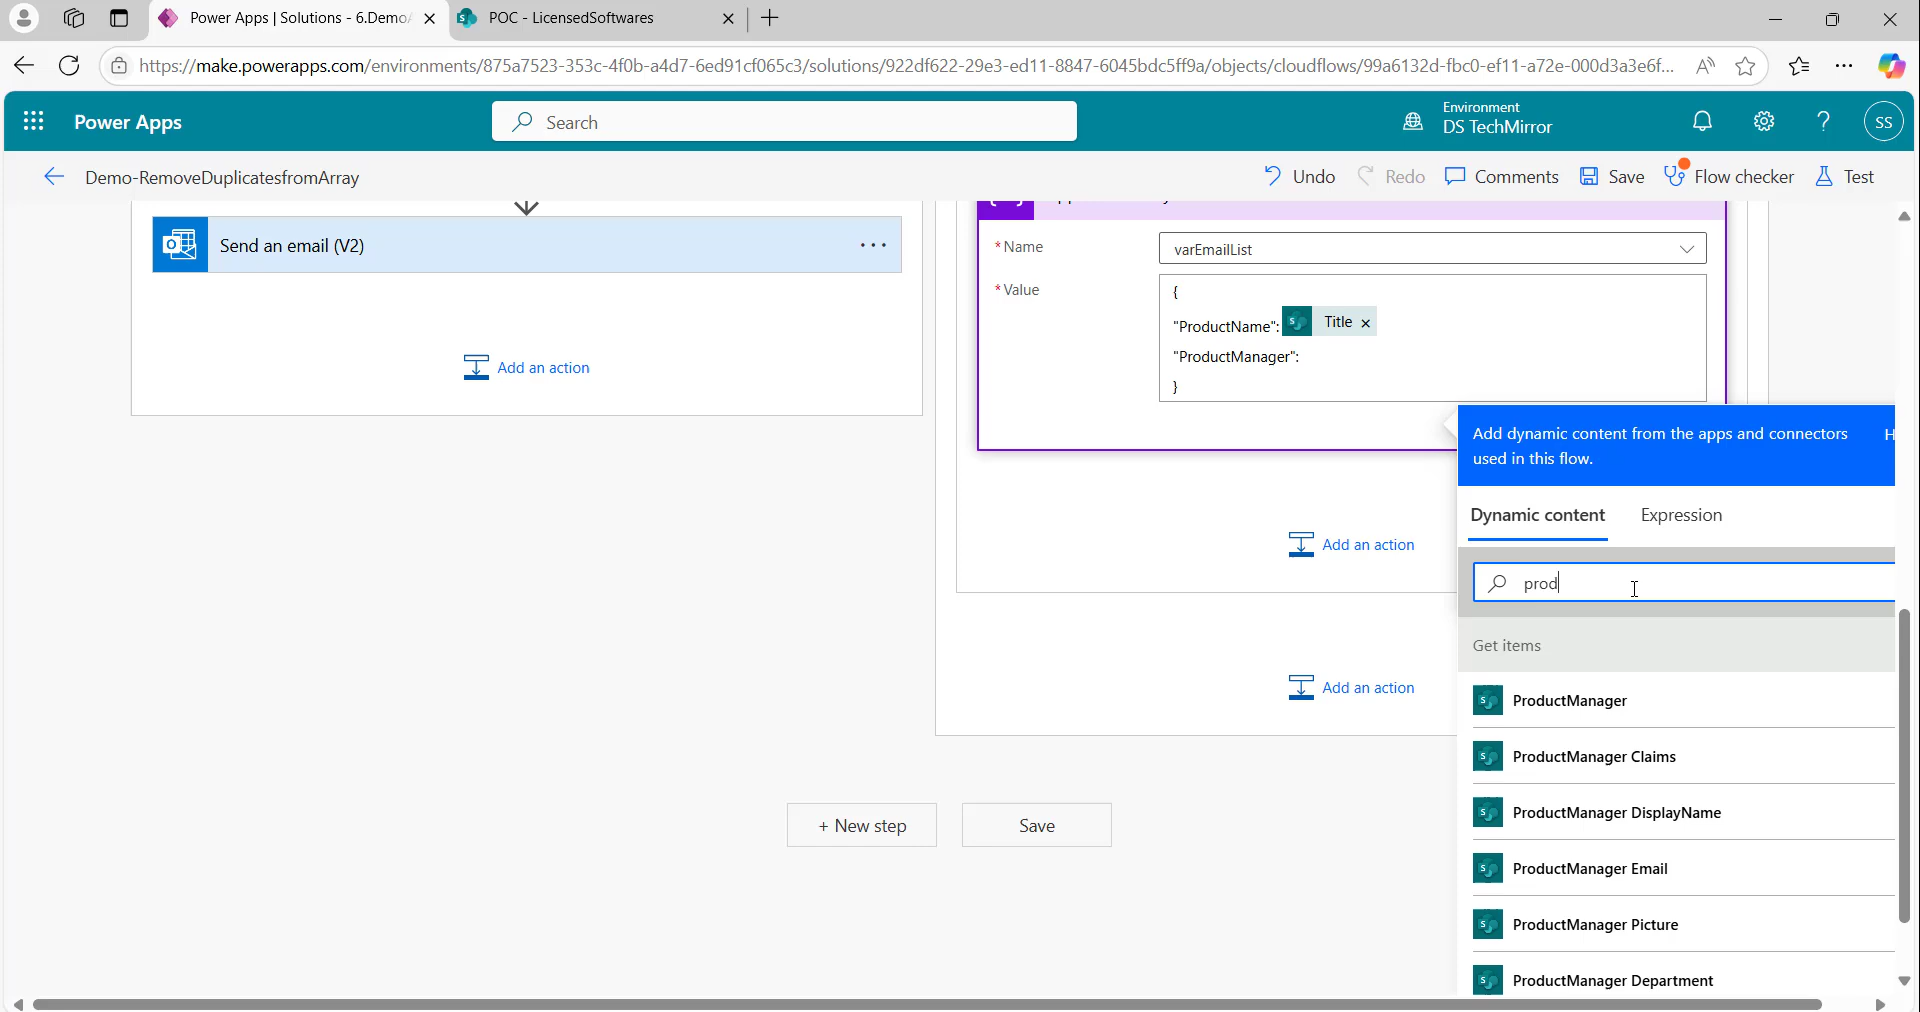 Power Apps | Solutions - 6.Demo
POC - LicensedSoftwares
https://make.powerapps.com/environments/875a7523-353c-4f0b-a4d7-6ed91cf065c3/solutions/922df622-29e3-ed11-8847-6045bdc5ff9a/objects/cloudflows/99a6132d-fbc0-ef11-a72e-000d3a3e6f...
Power Apps
Search
Environment
DS TechMirror
SS
Demo-RemoveDuplicatesfromArray
Undo
Redo
Comments
Save
Flow checker
Test
Send an email (V2)
Add an action
* Name
varEmailList
* Value
{
"ProductName": Title
"ProductManager":
}
Add dynamic content from the apps and connectors
used in this flow.
Dynamic content
Expression
prod
Get items
ProductManager
ProductManager Claims
ProductManager DisplayName
ProductManager Email
ProductManager Picture
ProductManager Department
Add an action
Add an action
+ New step
Save